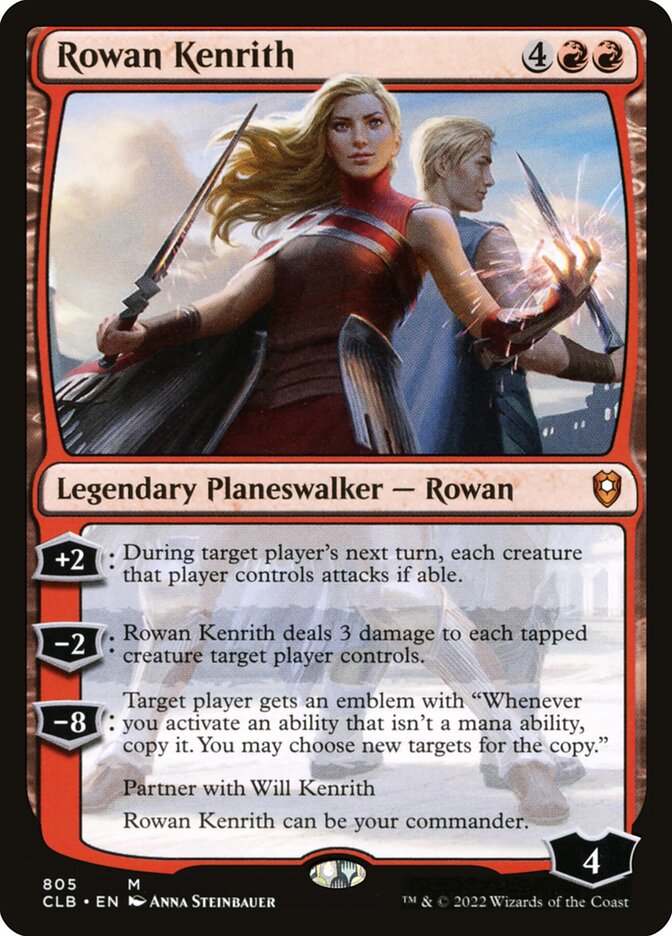 Rowan Kenrith 4
Legendary Planeswalker — Rowan
+2 : During target player's next turn, each creature
that player controls attacks if able.
−2 : Rowan Kenrith deals 3 damage to each tapped
creature target player controls.
−8 : Target player gets an emblem with “Whenever
you activate an ability that isn't a mana ability,
copy it. You may choose new targets for the copy.”
Partner with Will Kenrith
Rowan Kenrith can be your commander.
4
805 M
CLB • EN Anna Steinbauer
™ & © 2022 Wizards of the Coast